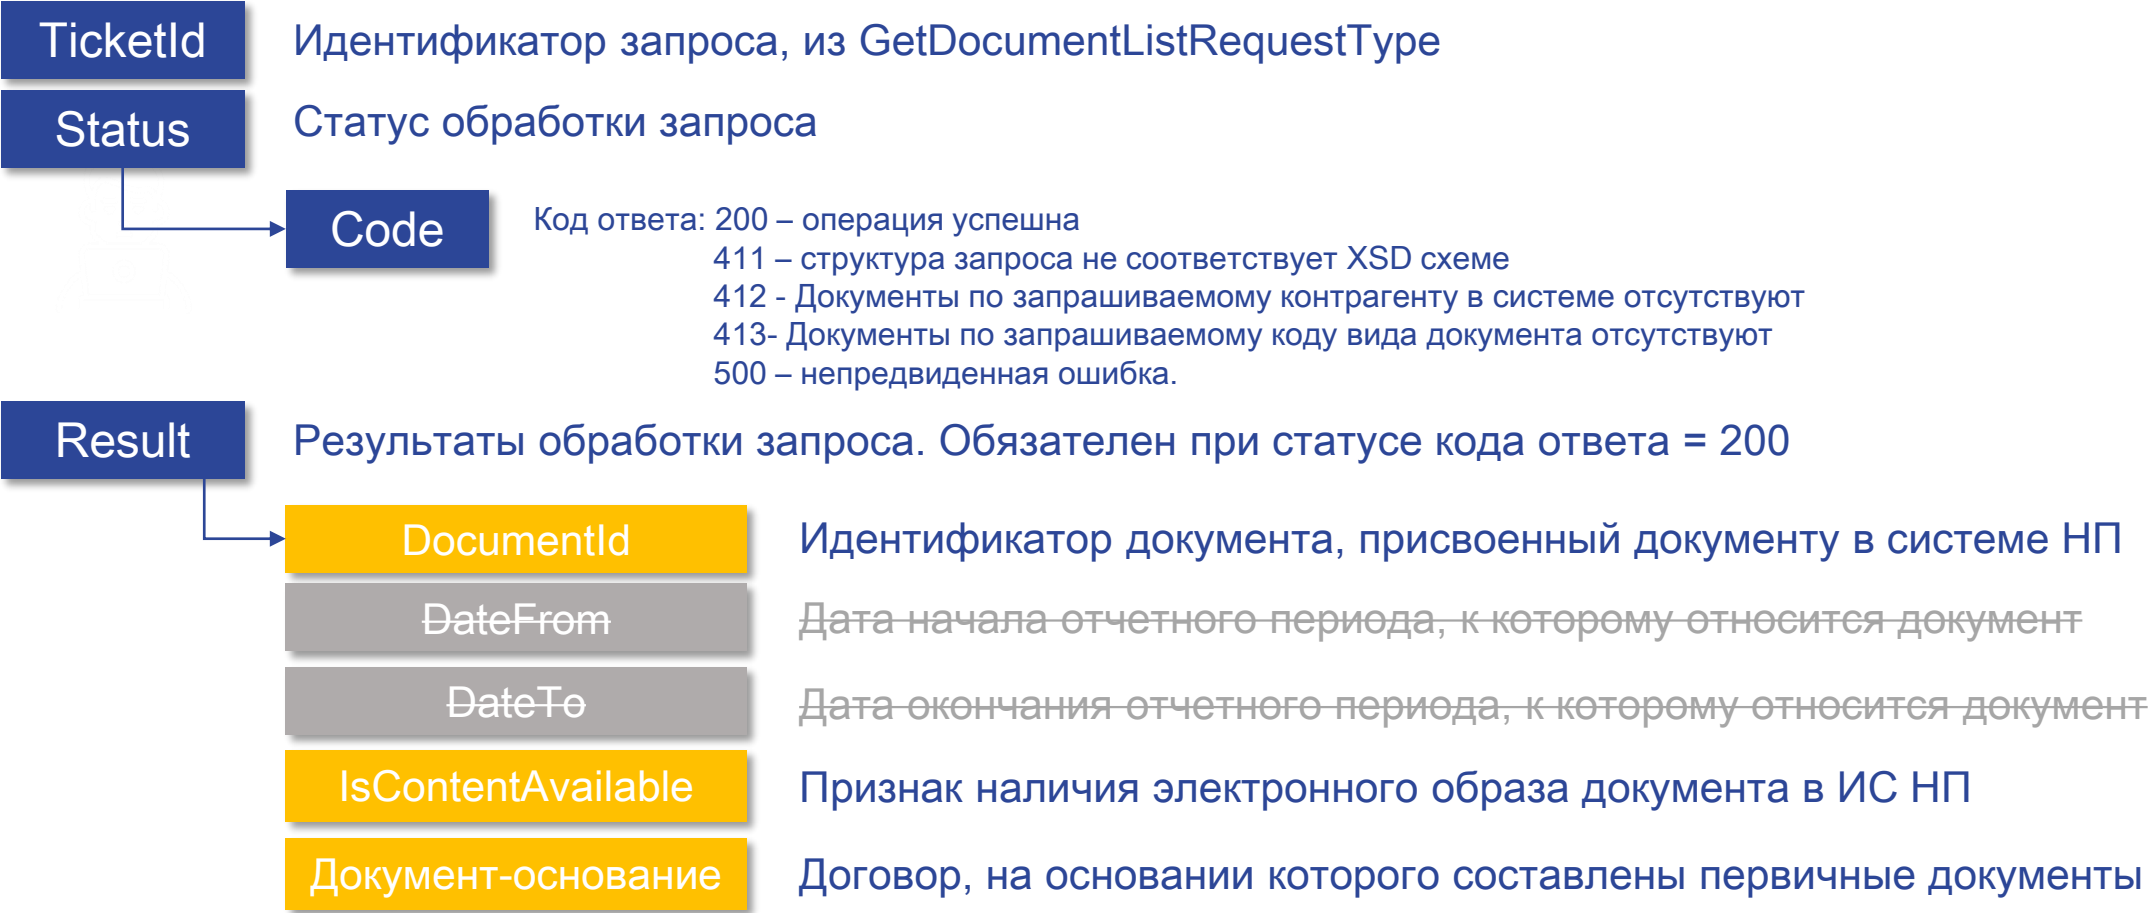 TicketId
Идентификатор запроса, из GetDocumentListRequestType
Status
Статус обработки запроса
Code
Код ответа: 200 – операция успешна
411 – структура запроса не соответствует XSD схеме
412 - Документы по запрашиваемому контрагенту в системе отсутствуют
413- Документы по запрашиваемому коду вида документа отсутствуют
500 – непредвиденная ошибка.
Result
Результаты обработки запроса. Обязателен при статусе кода ответа = 200
DocumentId
Идентификатор документа, присвоенный документу в системе НП
DateFrom
Дата начала отчетного периода, к которому относится документ
DateTo
Дата окончания отчетного периода, к которому относится документ
IsContentAvailable
Признак наличия электронного образа документа в ИС НП
Документ-основание
Договор, на основании которого составлены первичные документы